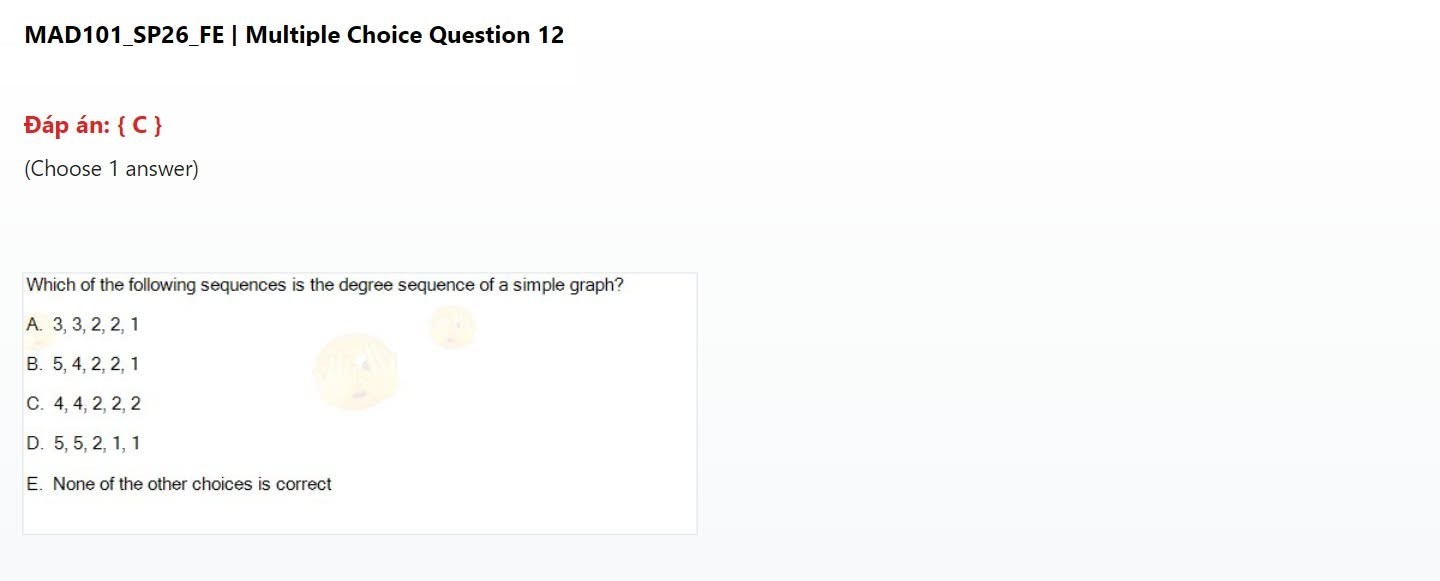 MAD101_SP26_FE | Multiple Choice Question 12
Đáp án: { C }
(Choose 1 answer)
Which of the following sequences is the degree sequence of a simple graph?
A. 3, 3, 2, 2, 1
B. 5, 4, 2, 2, 1
C. 4, 4, 2, 2, 2
D. 5, 5, 2, 1, 1
E. None of the other choices is correct